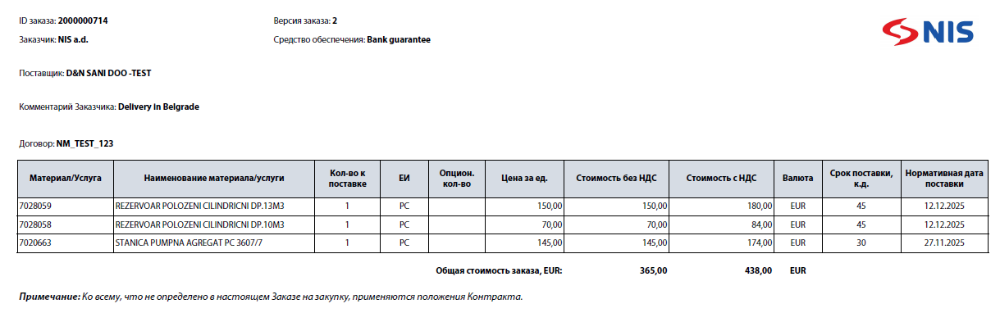 ID заказа: 2000000714 Версия заказа: 2
Заказчик: NIS a.d. Средство обеспечения: Bank guarantee
NIS
Поставщик: D&N SANI DOO -TEST
Комментарий Заказчика: Delivery in Belgrade
Договор: NM_TEST_123
Материал/Услуга Наименование материала/услуги Кол-во к поставке ЕИ Опцион. кол-во Цена за ед. Стоимость без НДС Стоимость с НДС Валюта Срок поставки, к.д. Нормативная дата поставки
7028059 REZERVOAR POLOZENI CILINDRICNI DP.13M3 1 PC 150,00 150,00 180,00 EUR 45 12.12.2025
7028058 REZERVOAR POLOZENI CILINDRICNI DP.10M3 1 PC 70,00 70,00 84,00 EUR 45 12.12.2025
7020663 STANICA PUMPNA AGREGAT PC 3607/7 1 PC 145,00 145,00 174,00 EUR 30 27.11.2025
Общая стоимость заказа, EUR: 365,00 438,00 EUR
Примечание: Ко всему, что не определено в настоящем Заказе на закупку, применяются положения Контракта.